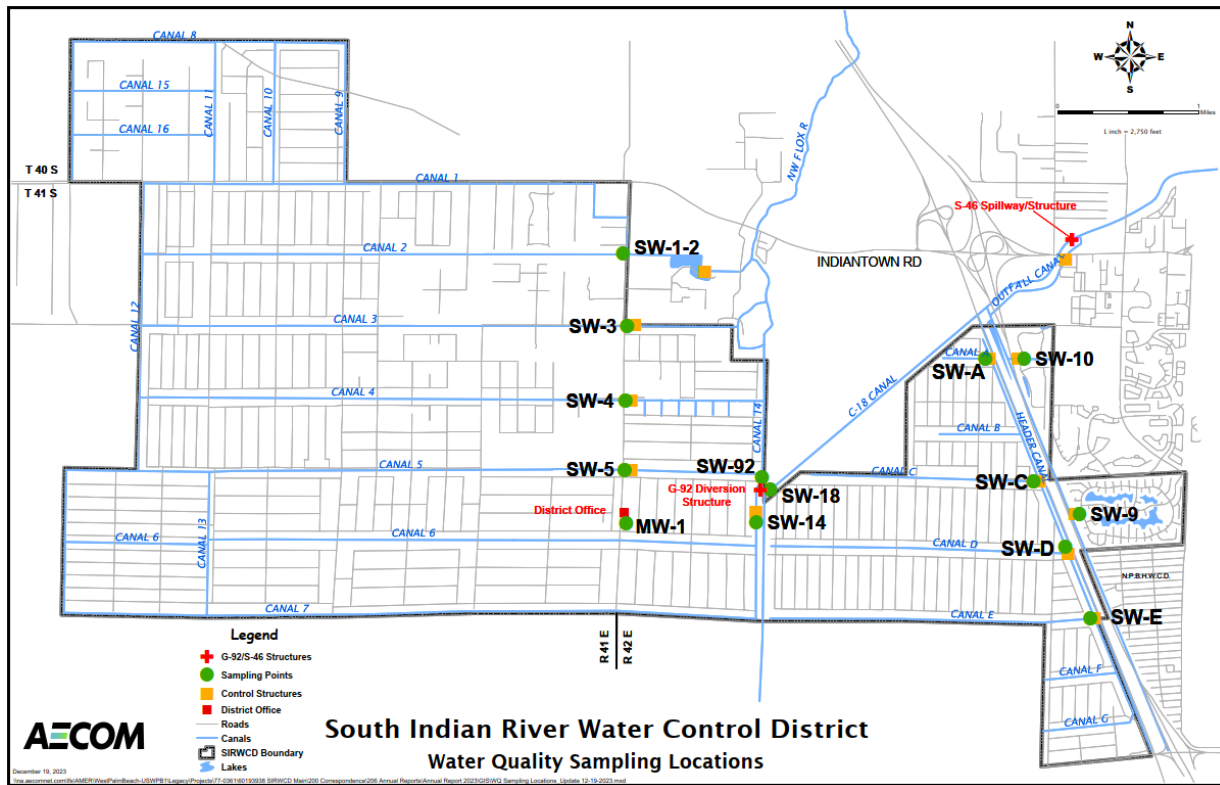 CANAL 8
N
W
E
S
CANAL 15
CANAL 11
CANAL 10
CANAL 9
0
1
Miles
1 inch = 2,750 feet
CANAL 16
NW FLOX R
T 40 S
T 41 S
CANAL 1
S-46 Spillway/Structure
CANAL 2
SW-1-2
INDIANTOWN RD
OUTFALL CANAL
CANAL 12
CANAL 3
SW-3
CANAL A
SW-10
SW-A
CANAL 4
SW-4
C-18 CANAL
CANAL 14
HEADER CANAL
CANAL B
CANAL 5
SW-5
SW-92
CANAL C
SW-C
G-92 Diversion
Structure
SW-18
District Office
SW-9
MW-1
SW-14
CANAL 13
CANAL 6
CANAL 6
CANAL D
SW-D
N.P.B.H.W.C.D.
CANAL 7
CANAL E
SW-E
R 41 E
R 42 E
Legend
G-92/S-46 Structures
Sampling Points
Control Structures
District Office
Roads
Canals
SIRWCD Boundary
Lakes
CANAL F
CANAL G
AECOM
South Indian River Water Control District
Water Quality Sampling Locations
December 19, 2023